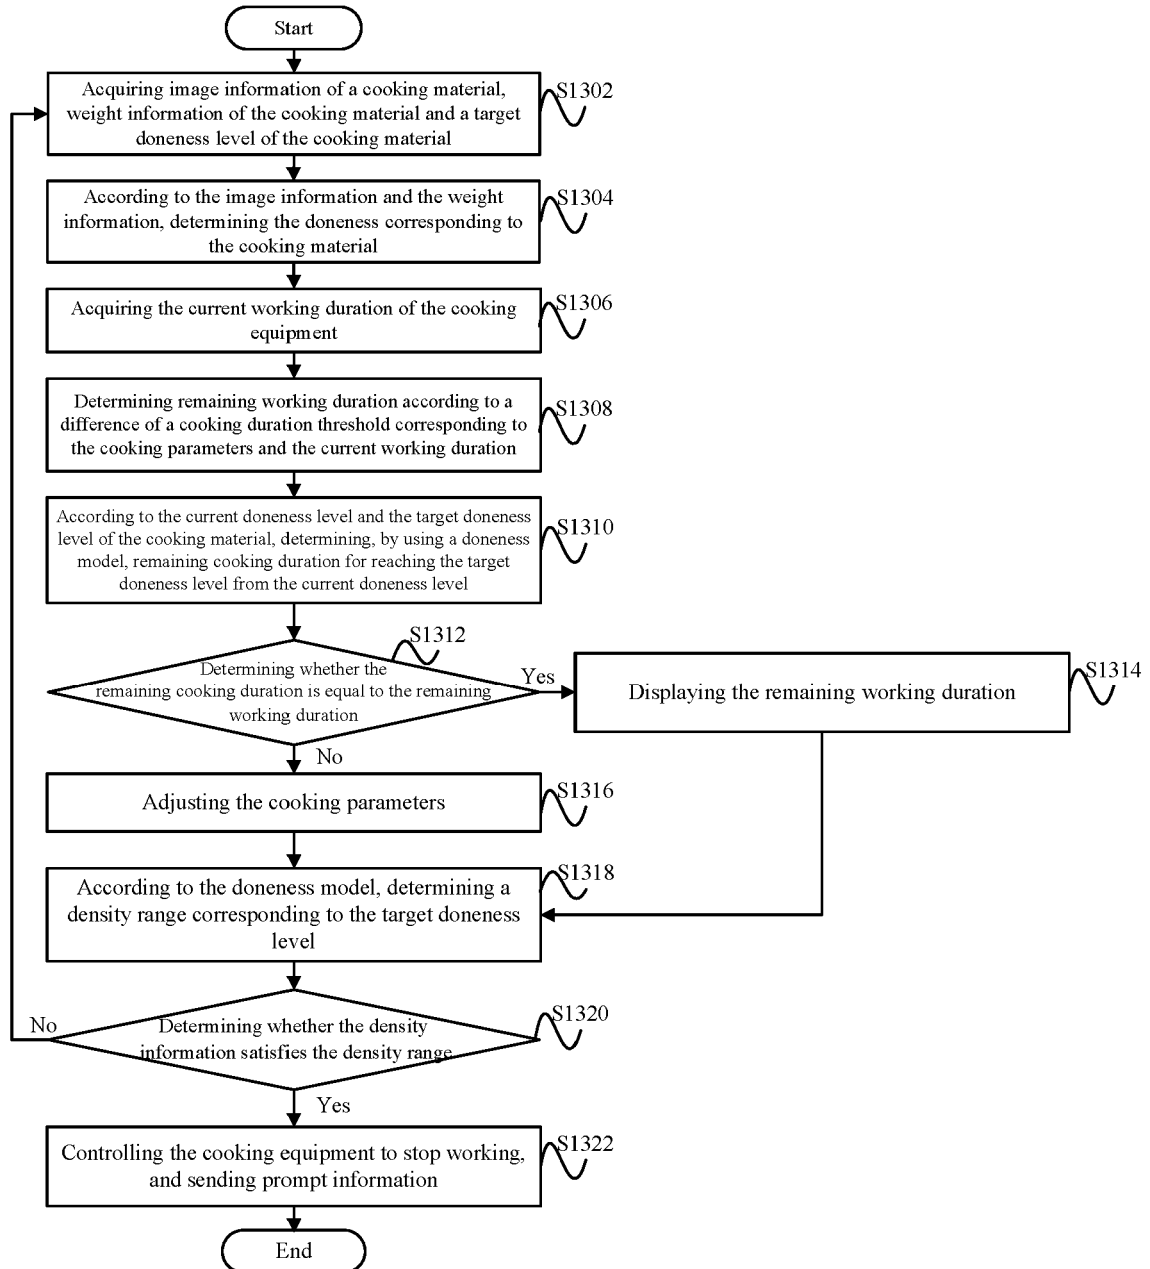 Start
Acquiring image information of a cooking material,
weight information of the cooking material and a target
doneness level of the cooking material
S1302
According to the image information and the weight
information, determining the doneness corresponding to
the cooking material
S1304
Acquiring the current working duration of the cooking
equipment
S1306
Determining remaining working duration according to a
difference of a cooking duration threshold corresponding to
the cooking parameters and the current working duration
S1308
According to the current doneness level and the target doneness
level of the cooking material, determining, by using a doneness
model, remaining cooking duration for reaching the target
doneness level from the current doneness level
S1310
S1312
Determining whether the
remaining cooking duration is equal to the remaining
working duration
Yes
Displaying the remaining working duration
S1314
No
Adjusting the cooking parameters
S1316
According to the doneness model, determining a
density range corresponding to the target doneness
level
S1318
No
Determining whether the density
information satisfies the density range
S1320
Yes
Controlling the cooking equipment to stop working,
and sending prompt information
S1322
End